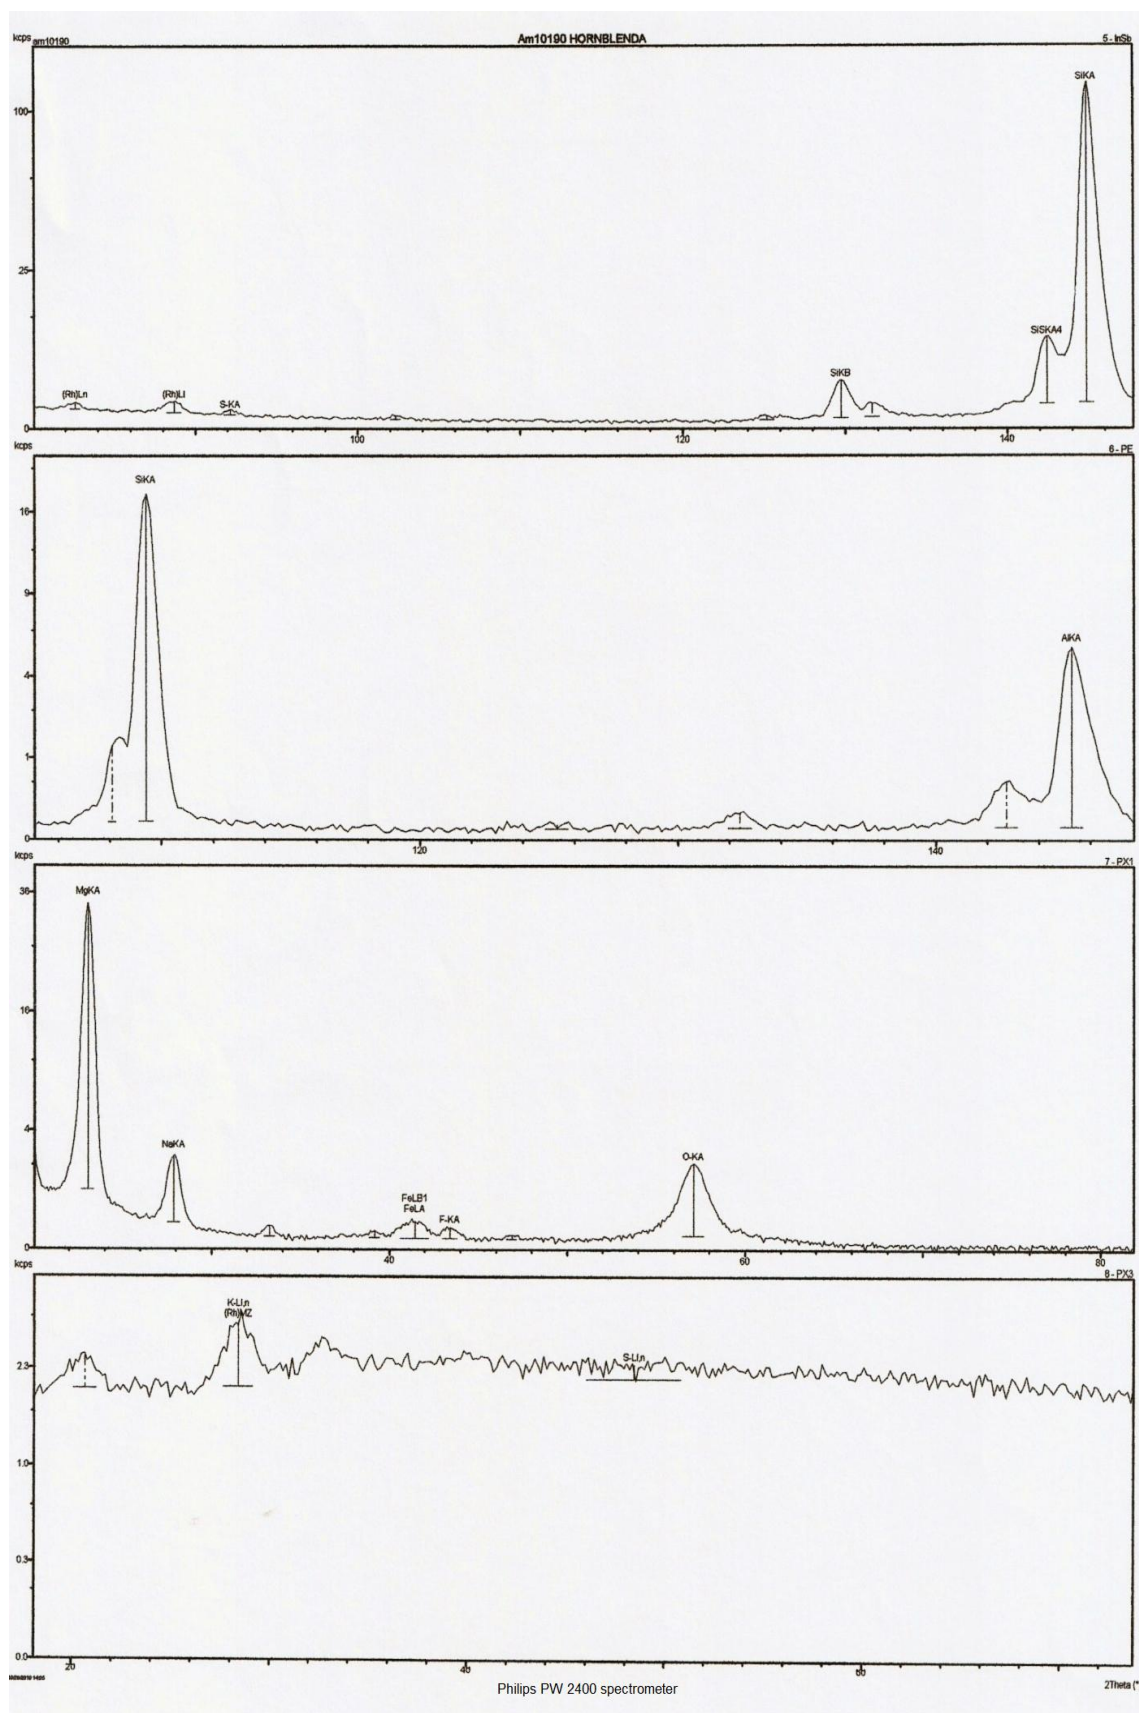 kcps am10190 Am10190 HORNBLENDA 5 - InSb
SiKA
100
25
SiSKA4
SiKB
(Rh)Ln (Rh)Ll S-KA
0
100 120 140
kcps 6 - PE
SiKA
16
9
AlKA
4
1
0
120 140
kcps 7 - PX1
MgKA
36
16
4
NaKA
O-KA
FeLB1
FeLA F-KA
0
40 60 80
kcps 8 - PX3
K-Ll,n
(Rh)MZ
2.3
S-Ll,n
1.0
0.3
0.0
20 40 60
2Theta (°
Philips PW 2400 spectrometer